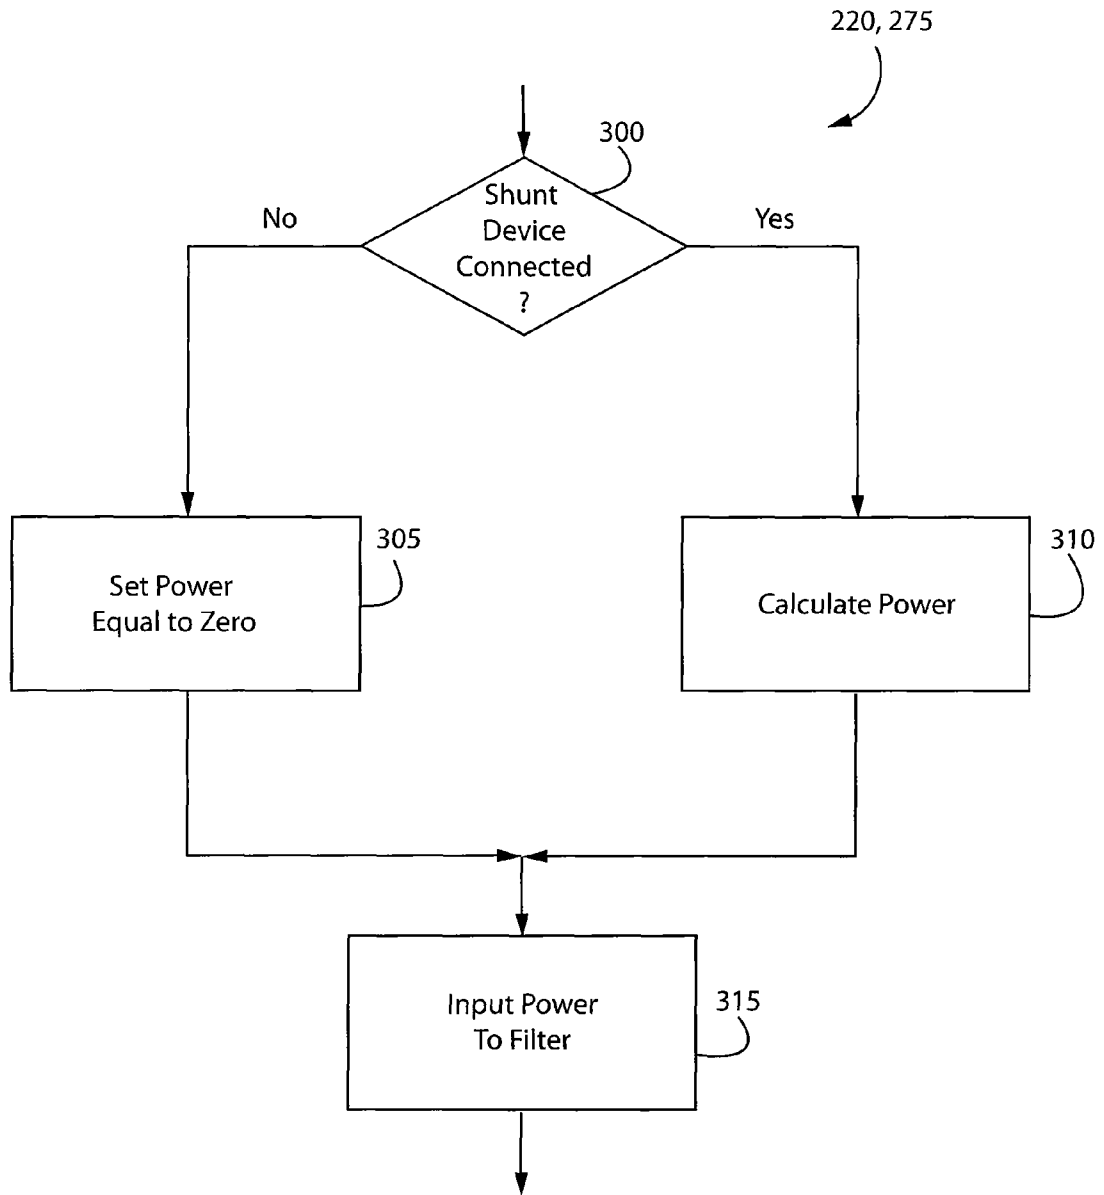 220, 275
300
Shunt
Device
Connected
?
No
Yes
305
Set Power
Equal to Zero
310
Calculate Power
315
Input Power
To Filter